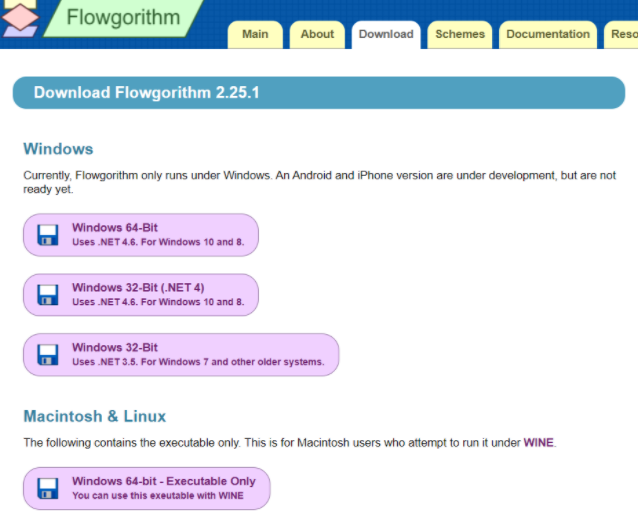 Flowgorithm
Main About Download Schemes Documentation Reso
Download Flowgorithm 2.25.1
Windows
Currently, Flowgorithm only runs under Windows. An Android and iPhone version are under development, but are not
ready yet.
Windows 64-Bit
Uses .NET 4.6. For Windows 10 and 8.
Windows 32-Bit (.NET 4)
Uses .NET 4.6. For Windows 10 and 8.
Windows 32-Bit
Uses .NET 3.5. For Windows 7 and other older systems.
Macintosh & Linux
The following contains the executable only. This is for Macintosh users who attempt to run it under WINE.
Windows 64-bit - Executable Only
You can use this exeutable with WINE